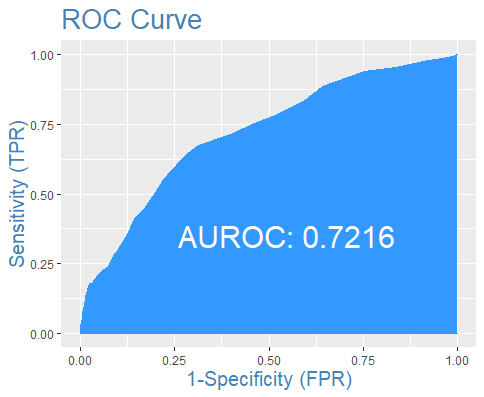 ROC Curve
1.00
0.75
0.50
0.25
0.00
Sensitivity (TPR)
AUROC: 0.7216
0.00 0.25 0.50 0.75 1.00
1-Specificity (FPR)